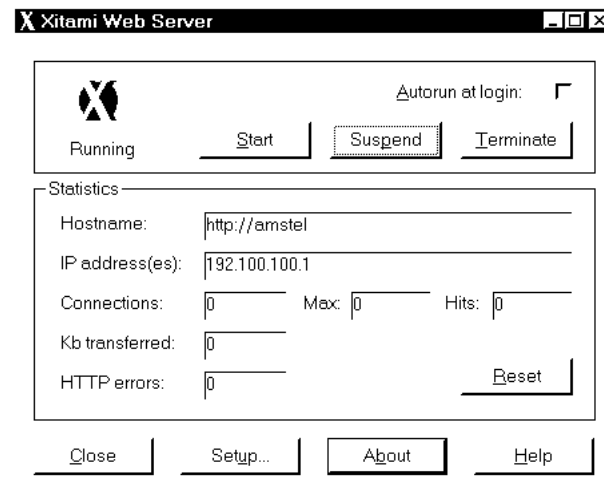 Xitami Web Server
Autorun at login:
Running Start Suspend Terminate
Statistics
Hostname: http://amstel
IP address(es): 192.100.100.1
Connections: 0 Max: 0 Hits: 0
Kb transferred: 0
HTTP errors: 0 Reset
Close Setup... About Help